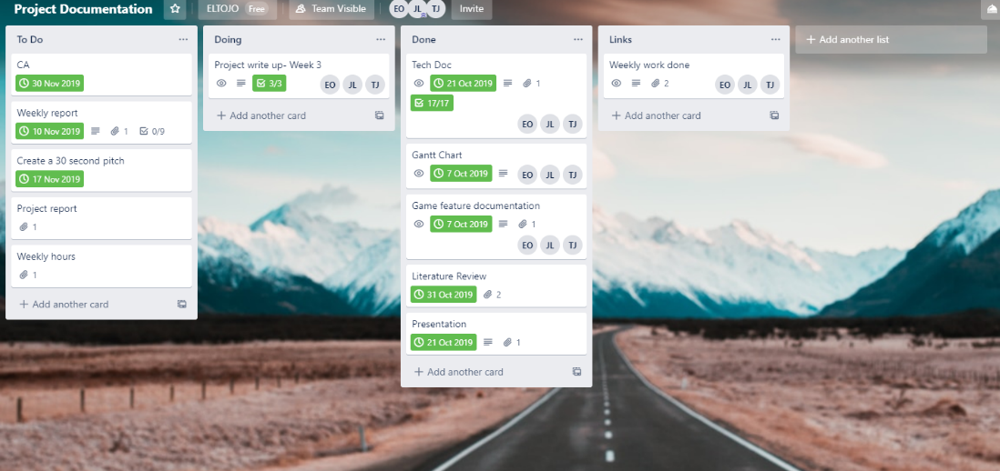 Project Documentation ELTOJO Free Team Visible EO JL TJ Invite
To Do
CA
30 Nov 2019
Weekly report
10 Nov 2019 1 0/9
Create a 30 second pitch
17 Nov 2019
Project report
1
Weekly hours
1
+ Add another card
Doing
Project write up- Week 3
3/3 EO JL TJ
+ Add another card
Done
Tech Doc
21 Oct 2019 1
17/17
EO JL TJ
Gantt Chart
7 Oct 2019 EO JL TJ
Game feature documentation
7 Oct 2019 1
EO JL TJ
Literature Review
31 Oct 2019 2
Presentation
21 Oct 2019 1
+ Add another card
Links
Weekly work done
2 EO JL TJ
+ Add another card
+ Add another list